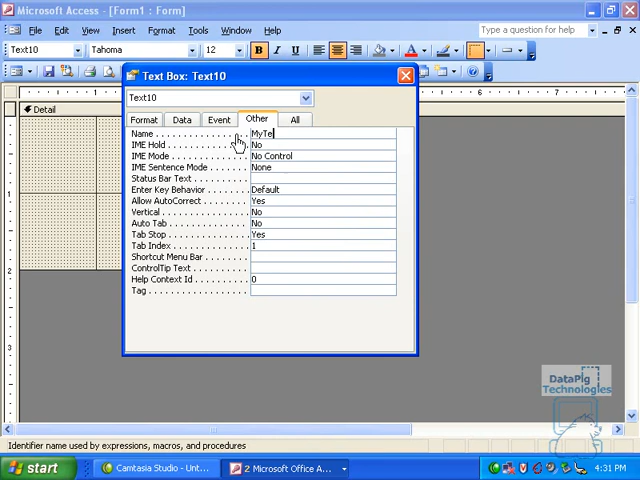 Microsoft Access - [Form1 : Form]
File Edit View Insert Format Tools Window Help
Text10 Tahoma 12 B I U
Detail
1
6 7
Text Box: Text10
Text10
Format Data Event Other All
Name MyTe
IME Hold No
IME Mode No Control
IME Sentence Mode None
Status Bar Text
Enter Key Behavior Default
Allow AutoCorrect Yes
Vertical No
Auto Tab No
Tab Stop Yes
Tab Index 1
Shortcut Menu Bar
ControlTip Text
Help Context Id 0
Tag
DataPig
Technologies
Identifier name used by expressions, macros, and procedures
start Camtasia Studio - Unt... 2 Microsoft Office A... 4:31 PM